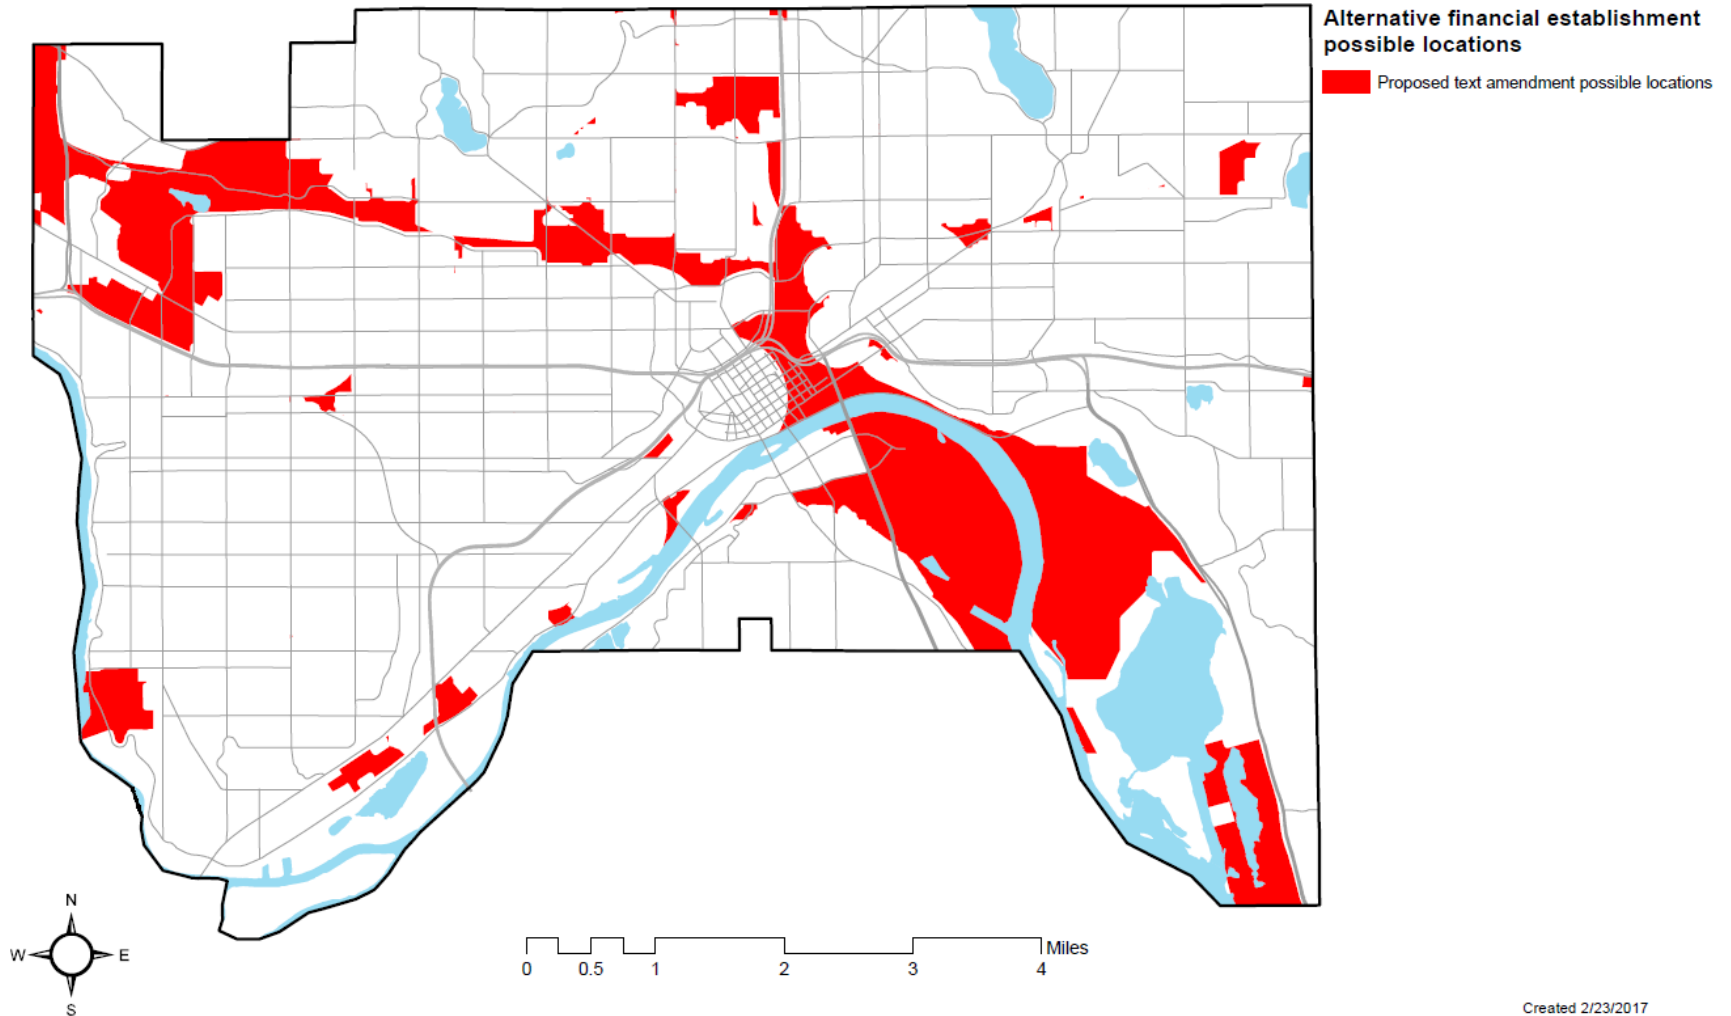 Alternative financial establishment
possible locations
Proposed text amendment possible locations
N
W E
S
Miles
0 0.5 1 2 3 4
Created 2/23/2017